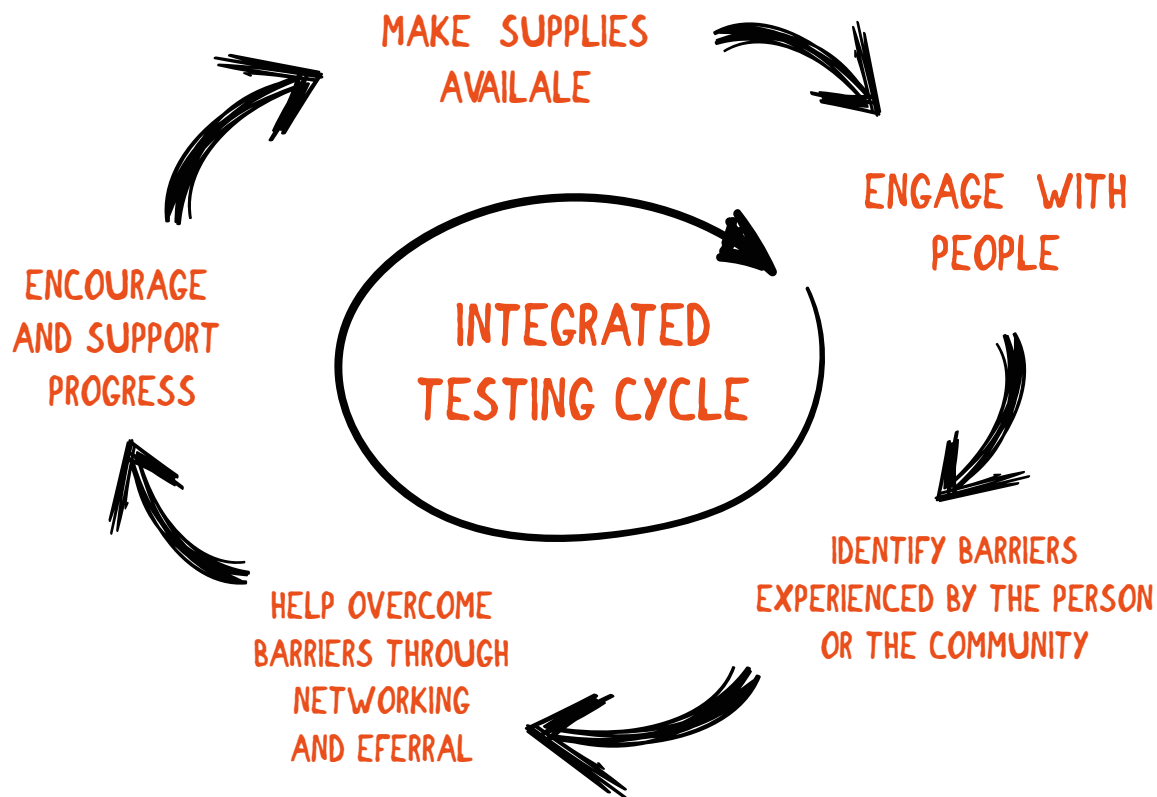 MAKE SUPPLIES
AVAILALE
ENGAGE WITH
PEOPLE
INTEGRATED
TESTING CYCLE
IDENTIFY BARRIERS
EXPERIENCED BY THE PERSON
OR THE COMMUNITY
HELP OVERCOME
BARRIERS THROUGH
NETWORKING
AND EFERRAL
ENCOURAGE
AND SUPPORT
PROGRESS